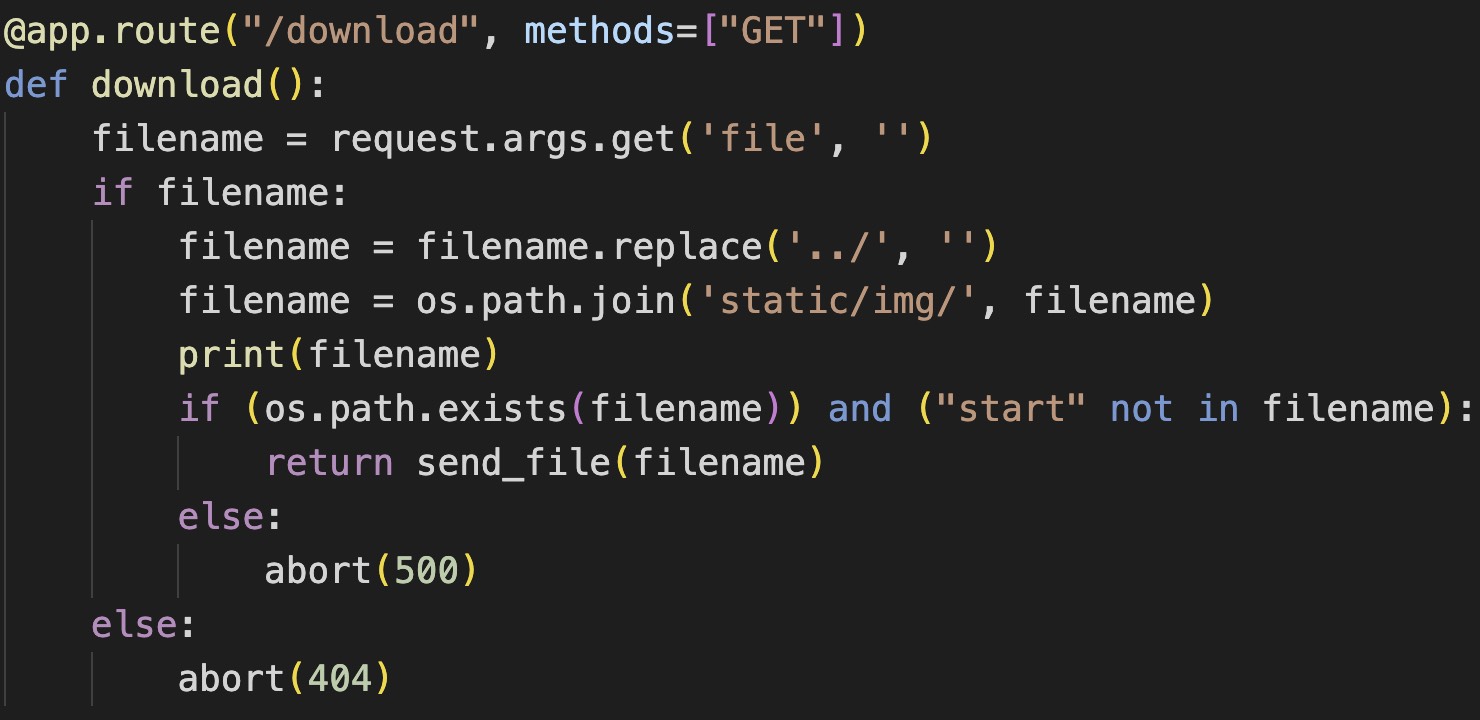 @app.route("/download", methods=["GET"])
def download():
    filename = request.args.get('file', '')
    if filename:
        filename = filename.replace('../', '')
        filename = os.path.join('static/img/', filename)
        print(filename)
        if (os.path.exists(filename)) and ("start" not in filename):
            return send_file(filename)
        else:
            abort(500)
    else:
        abort(404)